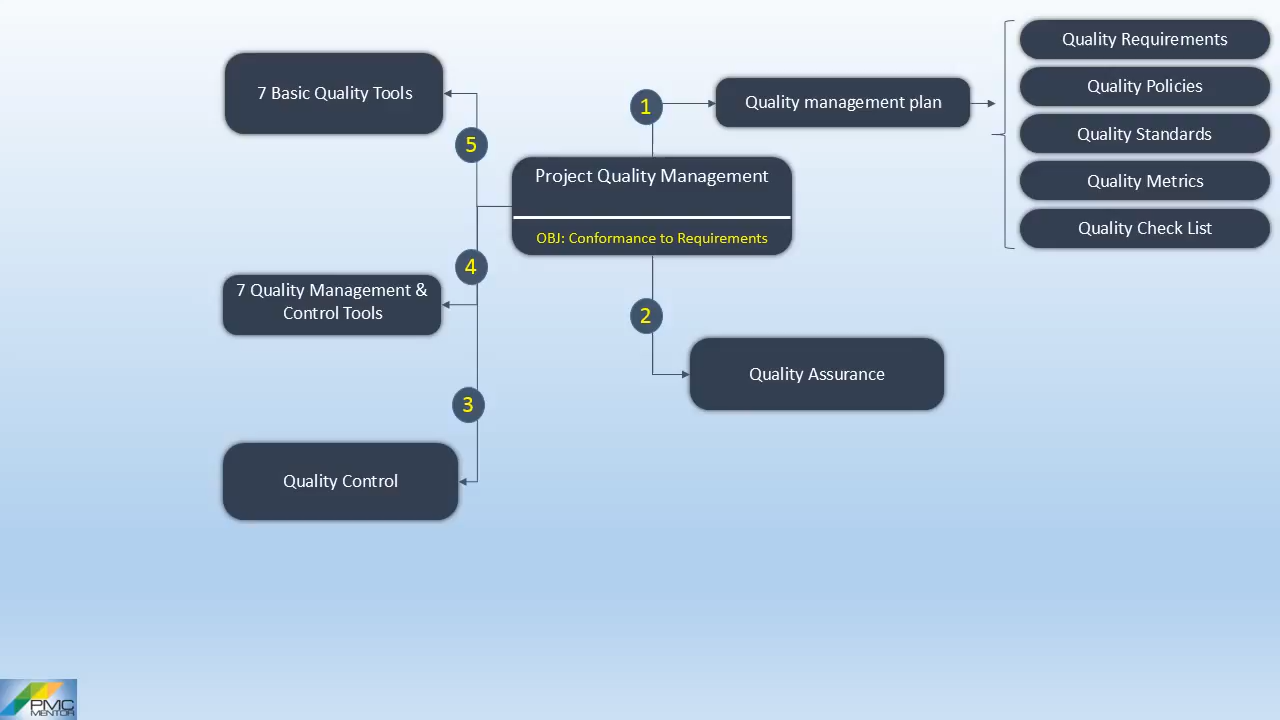 Project Quality Management
OBJ: Conformance to Requirements
1
Quality management plan
Quality Requirements
Quality Policies
Quality Standards
Quality Metrics
Quality Check List
2
Quality Assurance
3
Quality Control
4
7 Quality Management &
Control Tools
5
7 Basic Quality Tools
PMC
MENTOR